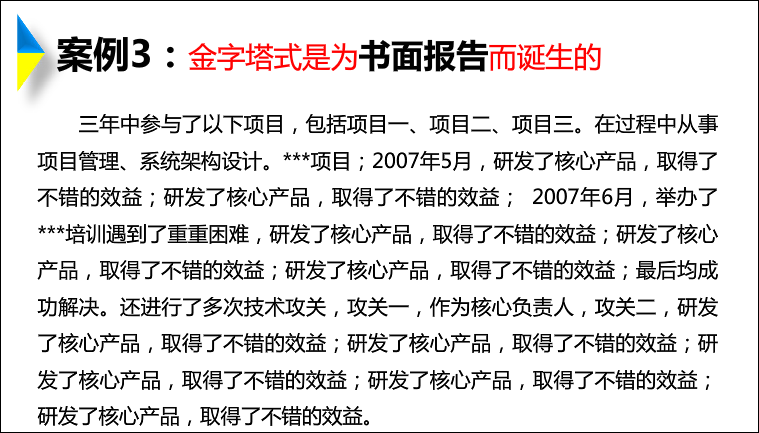 案例3：金字塔式是为书面报告而诞生的
三年中参与了以下项目，包括项目一、项目二、项目三。在过程中从事
项目管理、系统架构设计。***项目；2007年5月，研发了核心产品，取得了
不错的效益；研发了核心产品，取得了不错的效益； 2007年6月，举办了
***培训遇到了重重困难，研发了核心产品，取得了不错的效益；研发了核心
产品，取得了不错的效益；研发了核心产品，取得了不错的效益；最后均成
功解决。还进行了多次技术攻关，攻关一，作为核心负责人，攻关二，研发
了核心产品，取得了不错的效益；研发了核心产品，取得了不错的效益；研
发了核心产品，取得了不错的效益；研发了核心产品，取得了不错的效益；
研发了核心产品，取得了不错的效益。